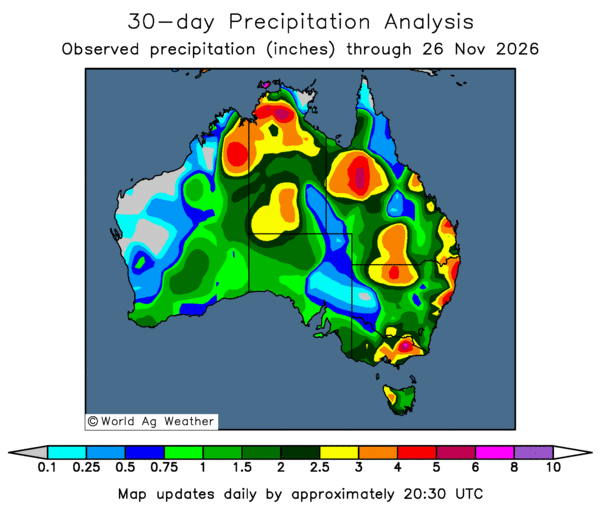 30-day Precipitation Analysis
Observed precipitation (inches) through 26 Nov 2026
©World Ag Weather
0.1 0.25 0.5 0.75 1 1.5 2 2.5 3 4 5 6 8 10
Map updates daily by approximately 20:30 UTC